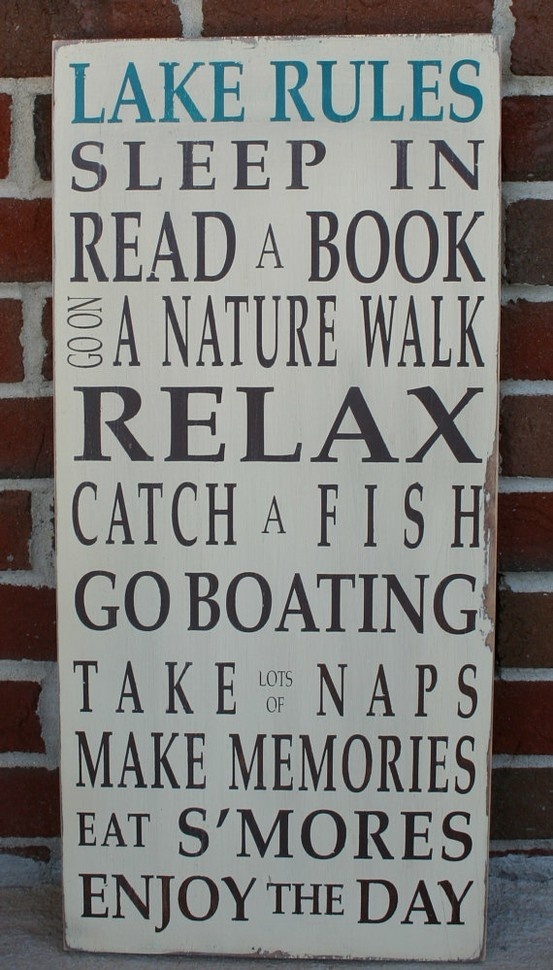 LAKE RULES
SLEEP IN
READ A BOOK
GO ON A NATURE WALK
RELAX
CATCH A FISH
GO BOATING
TAKE LOTS OF NAPS
MAKE MEMORIES
EAT S'MORES
ENJOY THE DAY